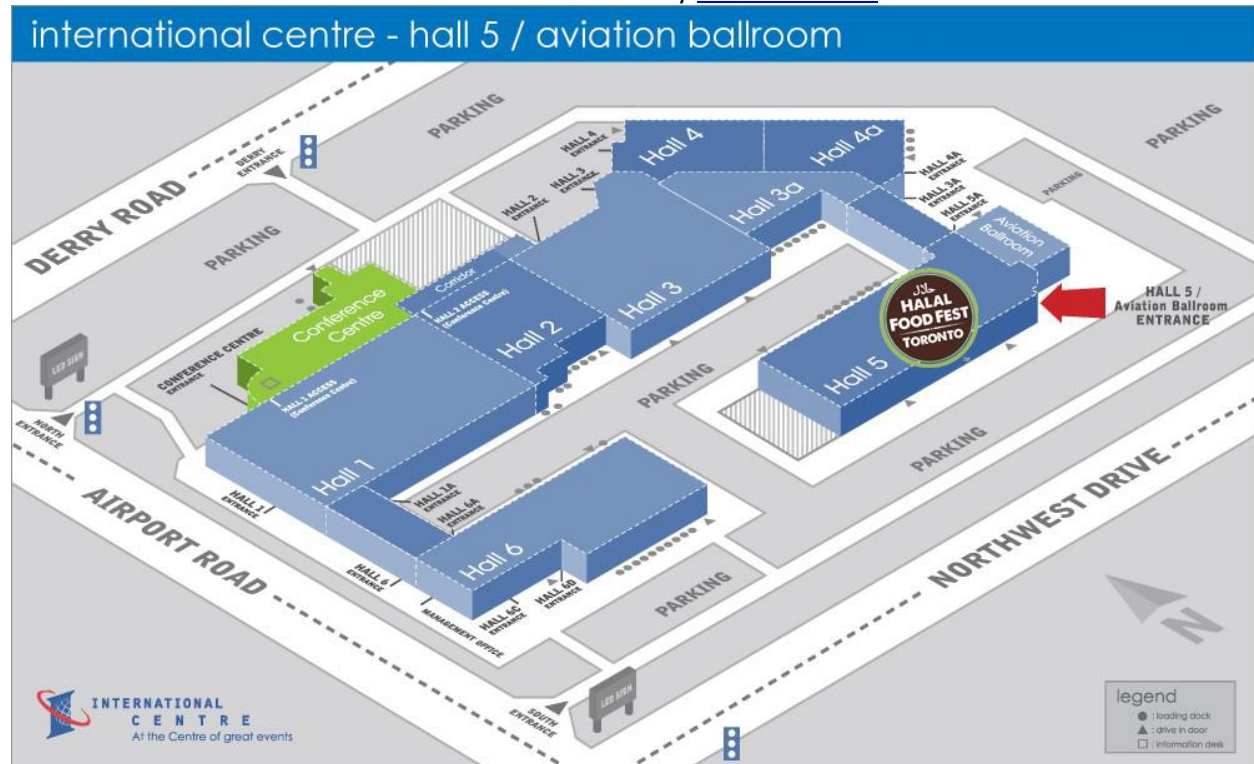 international centre - hall 5 / aviation ballroom
PARKING
PARKING
PARKING
PARKING
PARKING
PARKING
PARKING
PARKING
DERRY ROAD
DERRY
ENTRANCE
HALL 4
ENTRANCE
HALL 3
ENTRANCE
HALL 2
ENTRANCE
Hall 4
Hall 4a
HALL 4A
ENTRANCE
HALL 3A
ENTRANCE
HALL 5A
ENTRANCE
Hall 3a
Hall 3
Aviation
Ballroom
HALL 5 /
Aviation Ballroom
ENTRANCE
HALAL
FOOD FEST
TORONTO
Hall 5
Corridor
HALL 2 ACCESS
(Conference Centre)
Hall 2
Conference
Centre
CONFERENCE CENTRE
ENTRANCE
HALL 1 ACCESS
(Conference Centre)
LED SIGN
NORTH
ENTRANCE
Hall 1
HALL 1
ENTRANCE
HALL 1A
ENTRANCE
HALL 6A
ENTRANCE
Hall 6
HALL 6
ENTRANCE
MANAGEMENT OFFICE
HALL 6C
ENTRANCE
HALL 6D
ENTRANCE
AIRPORT ROAD
NORTHWEST DRIVE
SOUTH
ENTRANCE
LED SIGN
N
INTERNATIONAL
CENTRE
At the Centre of great events
legend
: loading dock
: drive in door
: information desk